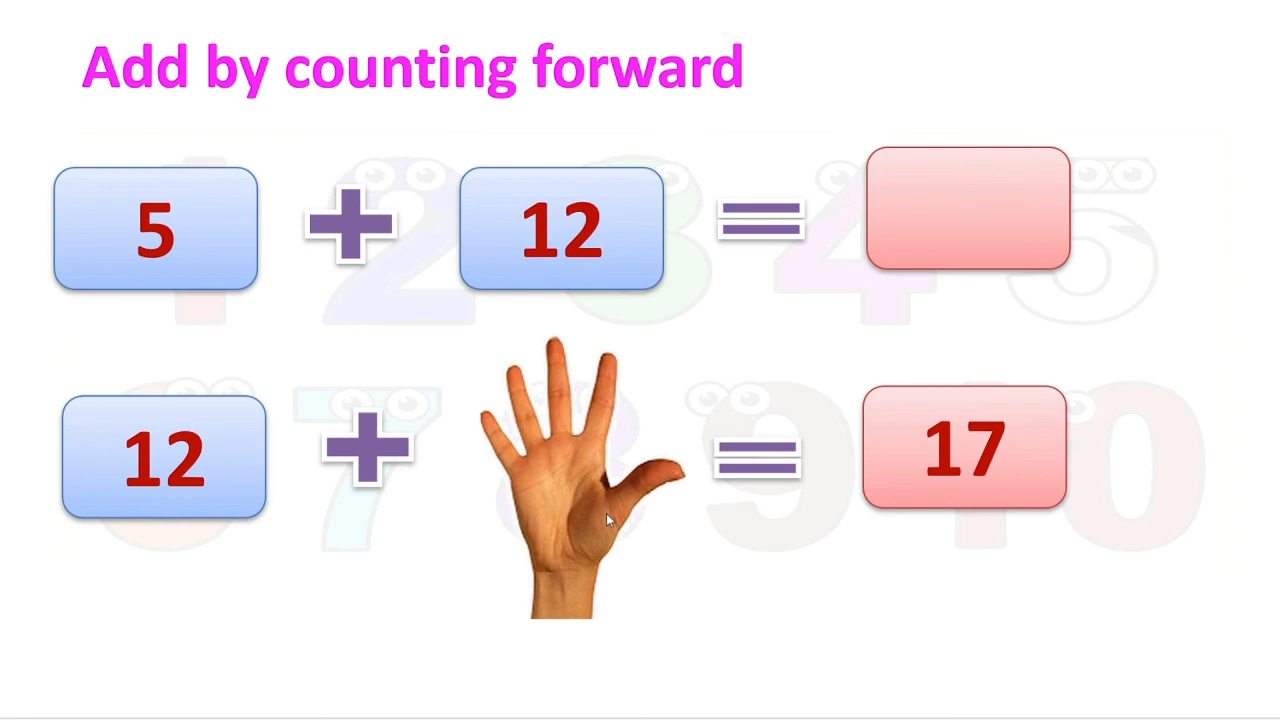 Add by counting forward
5 + 12 =
12 + = 17